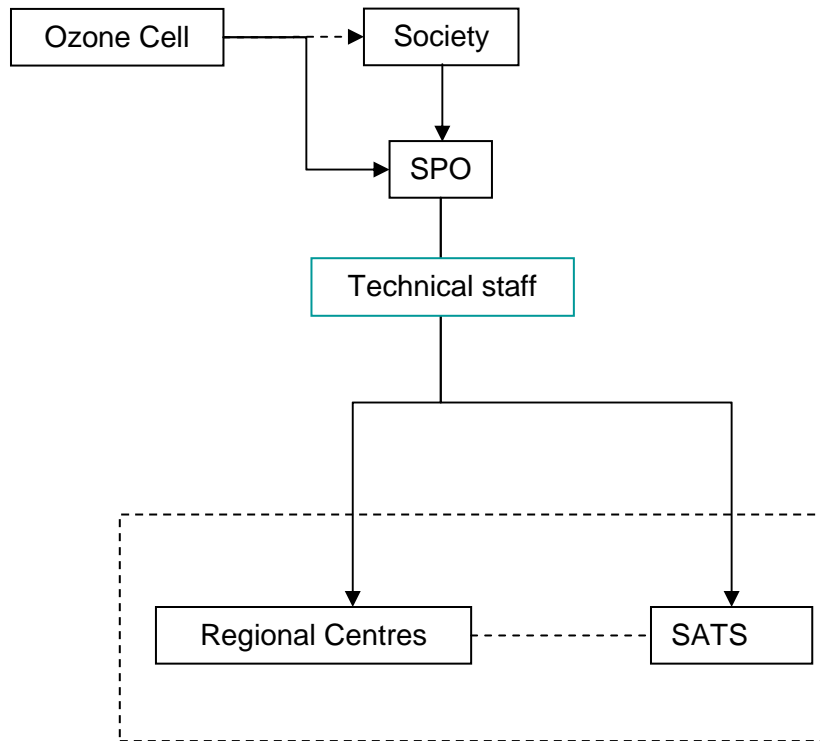 Ozone Cell
Society
SPO
Technical staff
Regional Centres
SATS